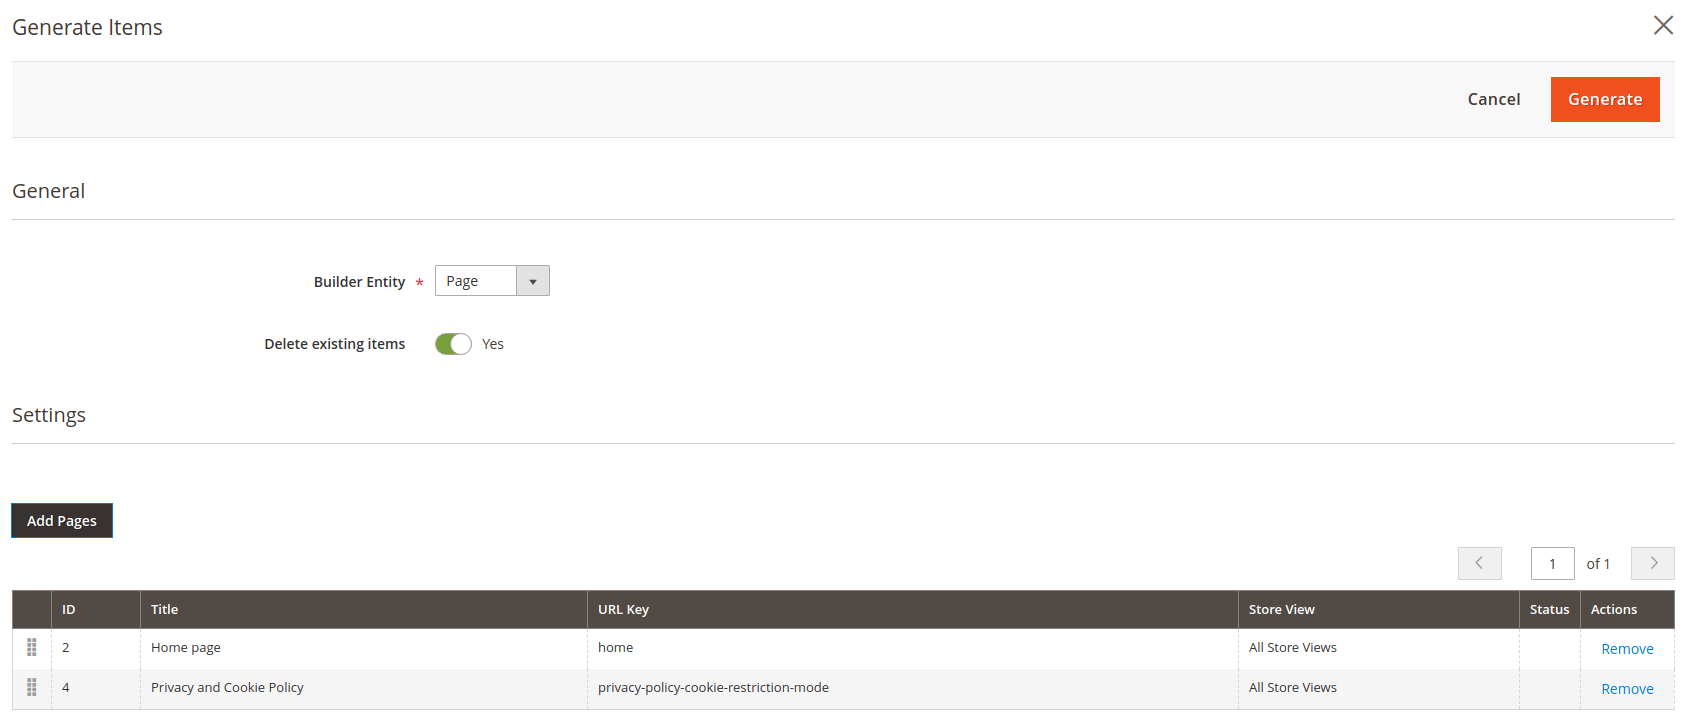 Generate Items
Cancel Generate
General
Builder Entity * Page
Delete existing items Yes
Settings
Add Pages
1 of 1
ID Title URL Key Store View Status Actions
2 Home page home All Store Views Remove
4 Privacy and Cookie Policy privacy-policy-cookie-restriction-mode All Store Views Remove